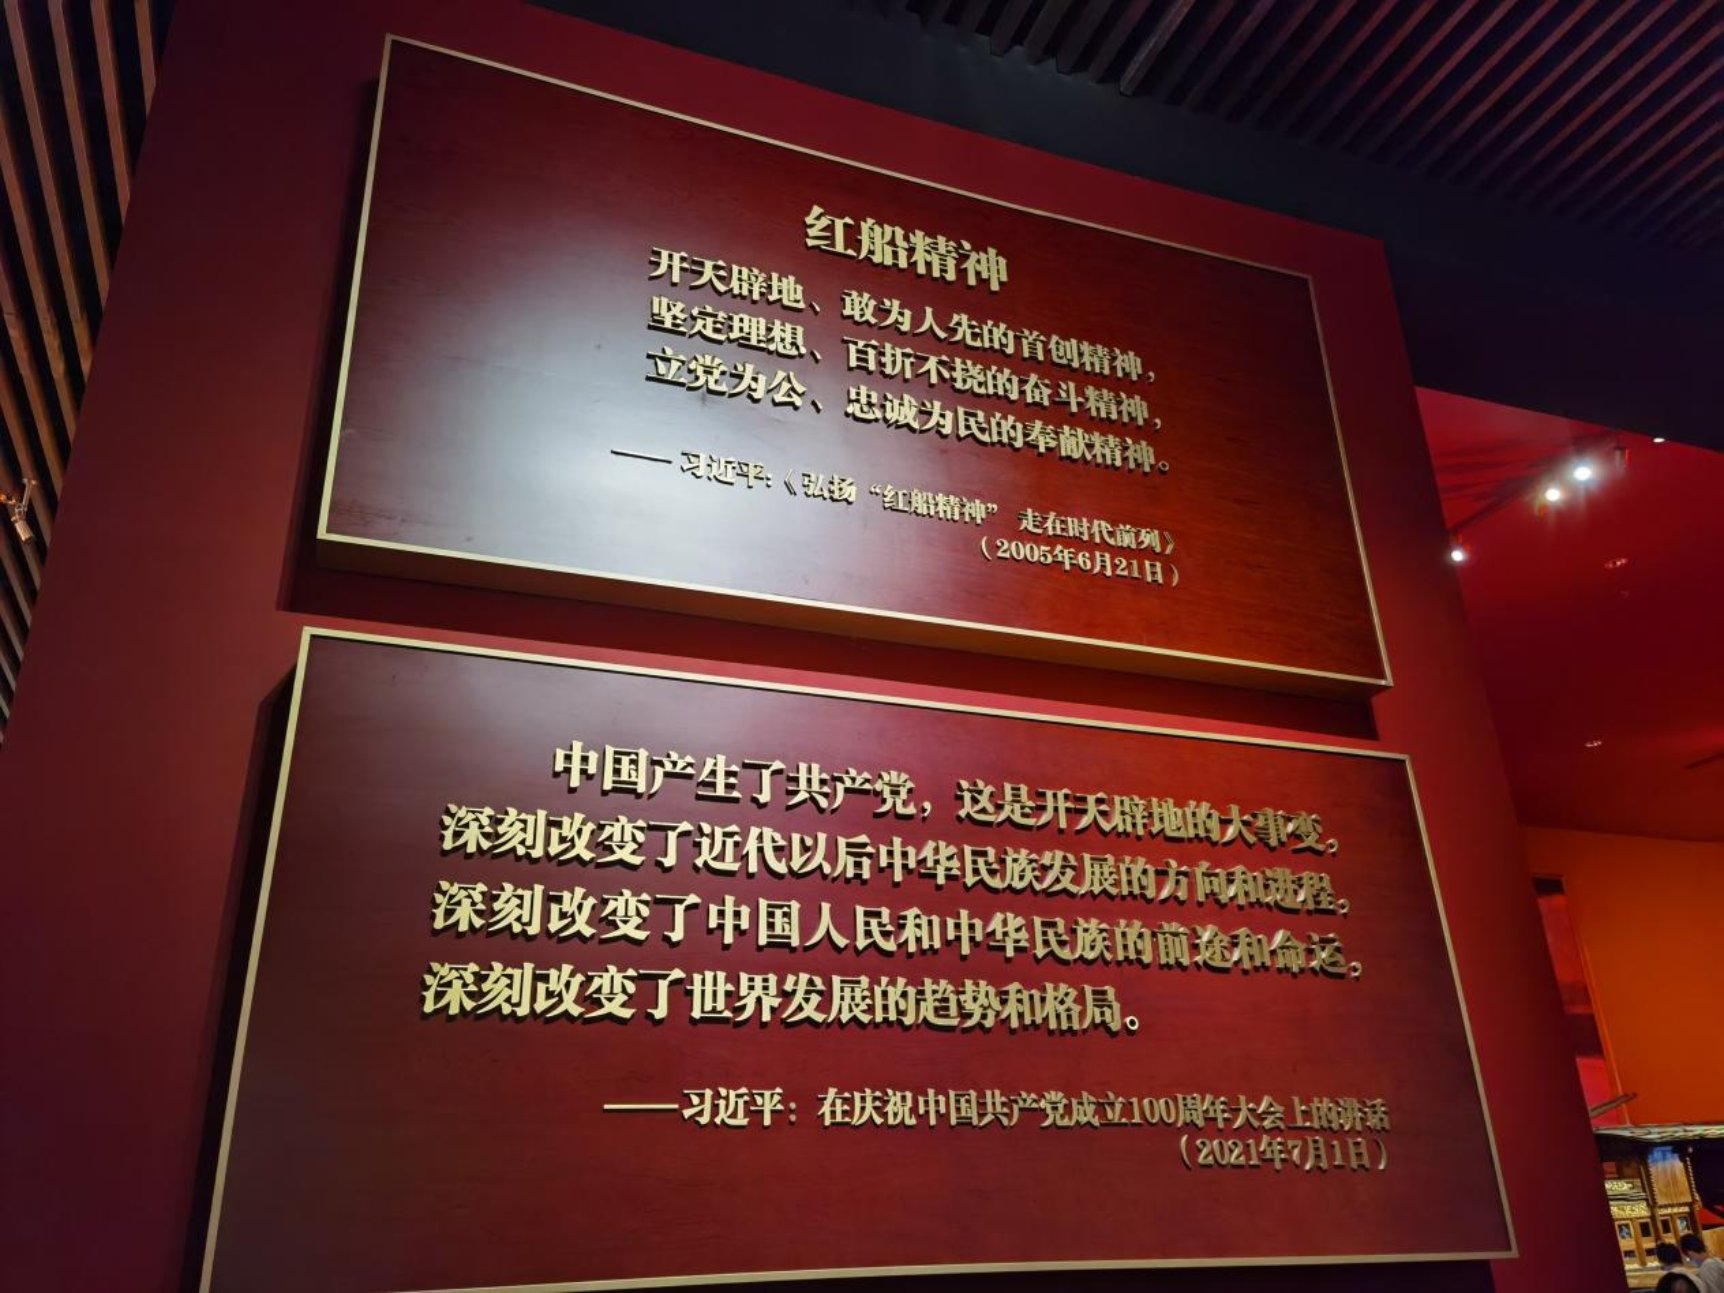 红船精神
开天辟地、敢为人先的首创精神，
坚定理想、百折不挠的奋斗精神，
立党为公、忠诚为民的奉献精神。
——习近平：《弘扬“红船精神” 走在时代前列》
（2005年6月21日）
中国产生了共产党，这是开天辟地的大事变，
深刻改变了近代以后中华民族发展的方向和进程，
深刻改变了中国人民和中华民族的前途和命运，
深刻改变了世界发展的趋势和格局。
——习近平：在庆祝中国共产党成立100周年大会上的讲话
（2021年7月1日）